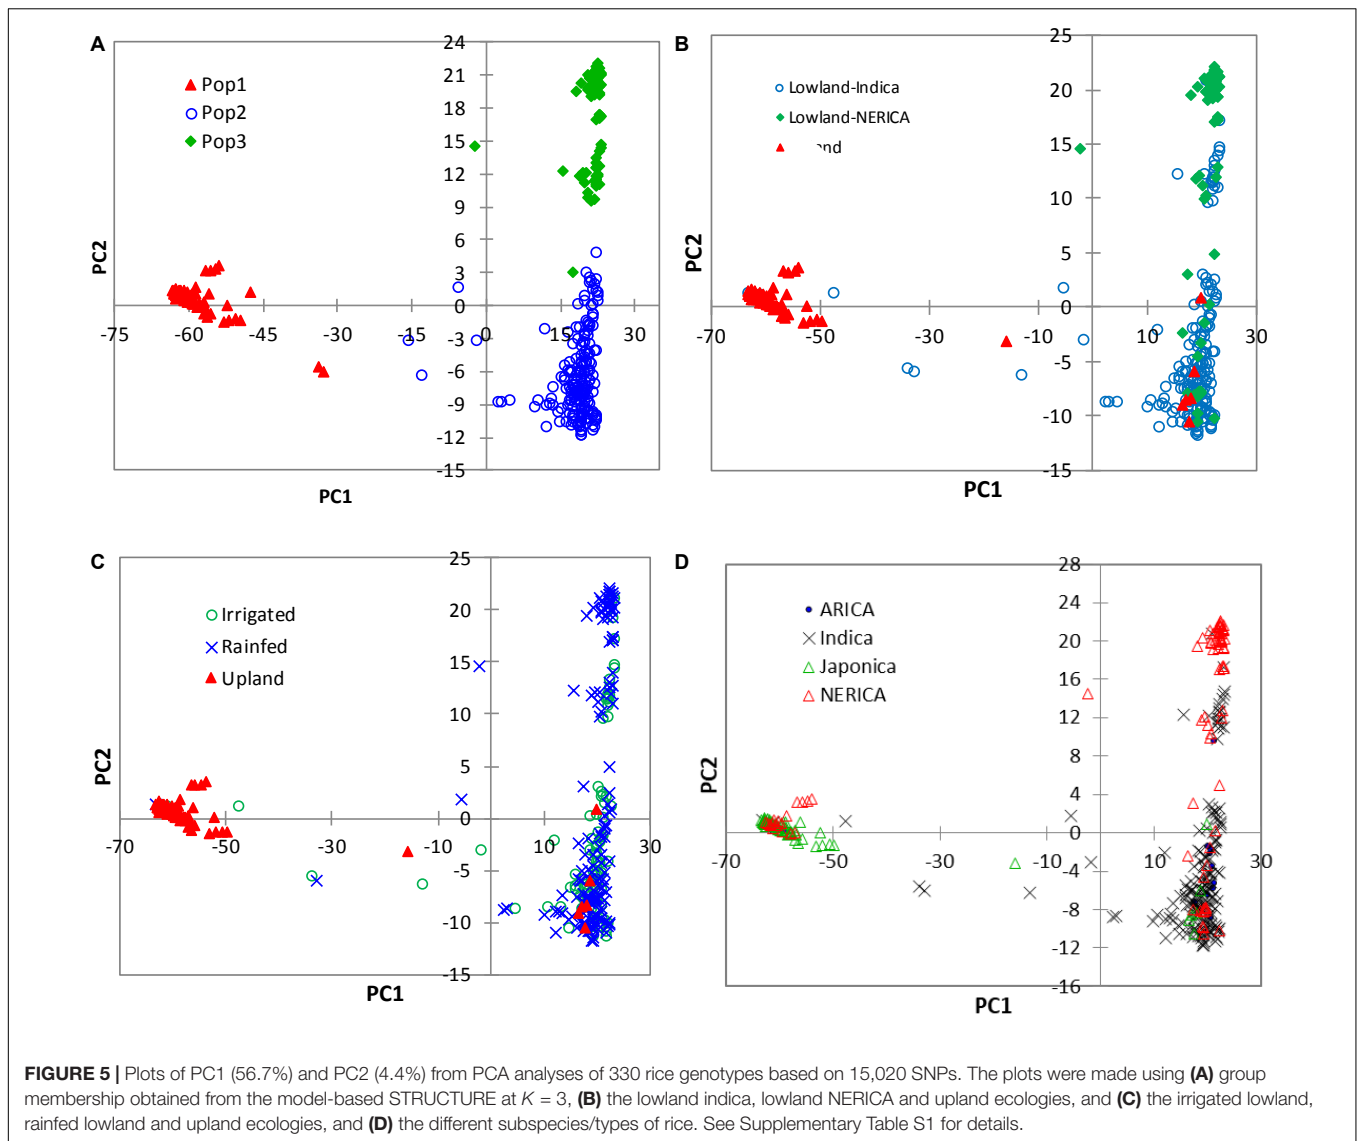 A
24
21
18
15
12
9
6
3
0
-3
-6
-9
-12
-15
-75
-60
-45
-30
-15
0
15
30
Pop1
Pop2
Pop3
PC2
PC1
B
25
20
15
10
5
0
-5
-10
-15
-70
-50
-30
-10
10
30
Lowland-Indica
Lowland-NERICA
nd
PC2
PC1
C
25
20
15
10
5
0
-5
-10
-15
-70
-50
-30
-10
10
30
Irrigated
Rainfed
Upland
PC2
PC1
D
28
24
20
16
12
8
4
0
-4
-8
-12
-16
-70
-50
-30
-10
10
30
ARICA
Indica
Japonica
NERICA
PC2
PC1
FIGURE 5 | Plots of PC1 (56.7%) and PC2 (4.4%) from PCA analyses of 330 rice genotypes based on 15,020 SNPs. The plots were made using (A) group
membership obtained from the model-based STRUCTURE at K = 3, (B) the lowland indica, lowland NERICA and upland ecologies, and (C) the irrigated lowland,
rainfed lowland and upland ecologies, and (D) the different subspecies/types of rice. See Supplementary Table S1 for details.